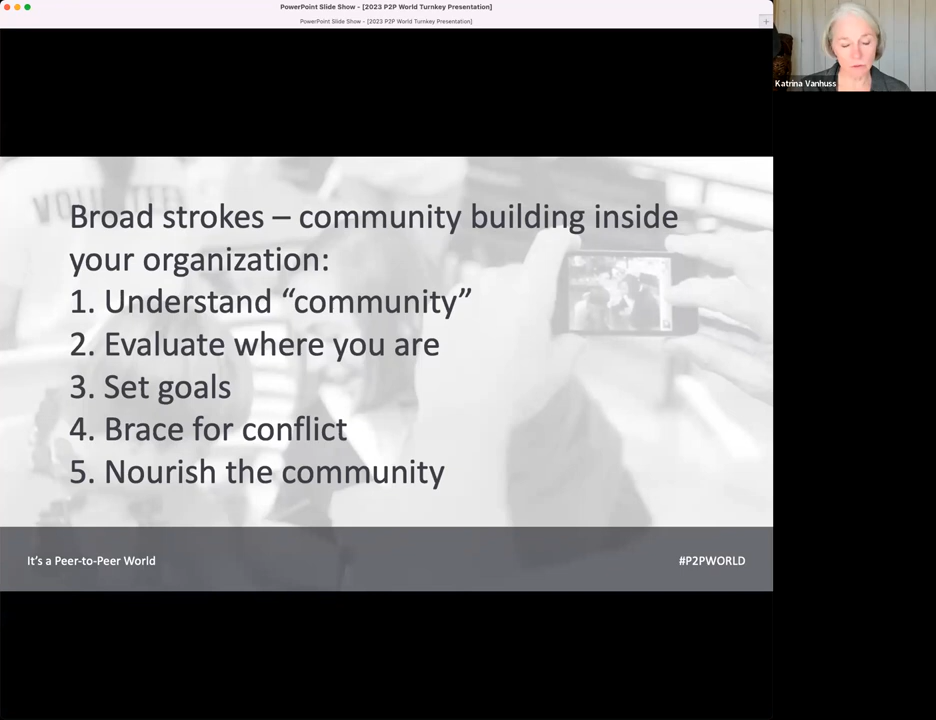 PowerPoint Slide Show - [2023 P2P World Turnkey Presentation]
PowerPoint Slide Show - [2023 P2P World Turnkey Presentation]
Katrina Vanhuss
VOLUNTEER
Broad strokes – community building inside
your organization:
1. Understand “community”
2. Evaluate where you are
3. Set goals
4. Brace for conflict
5. Nourish the community
It’s a Peer-to-Peer World
#P2PWORLD